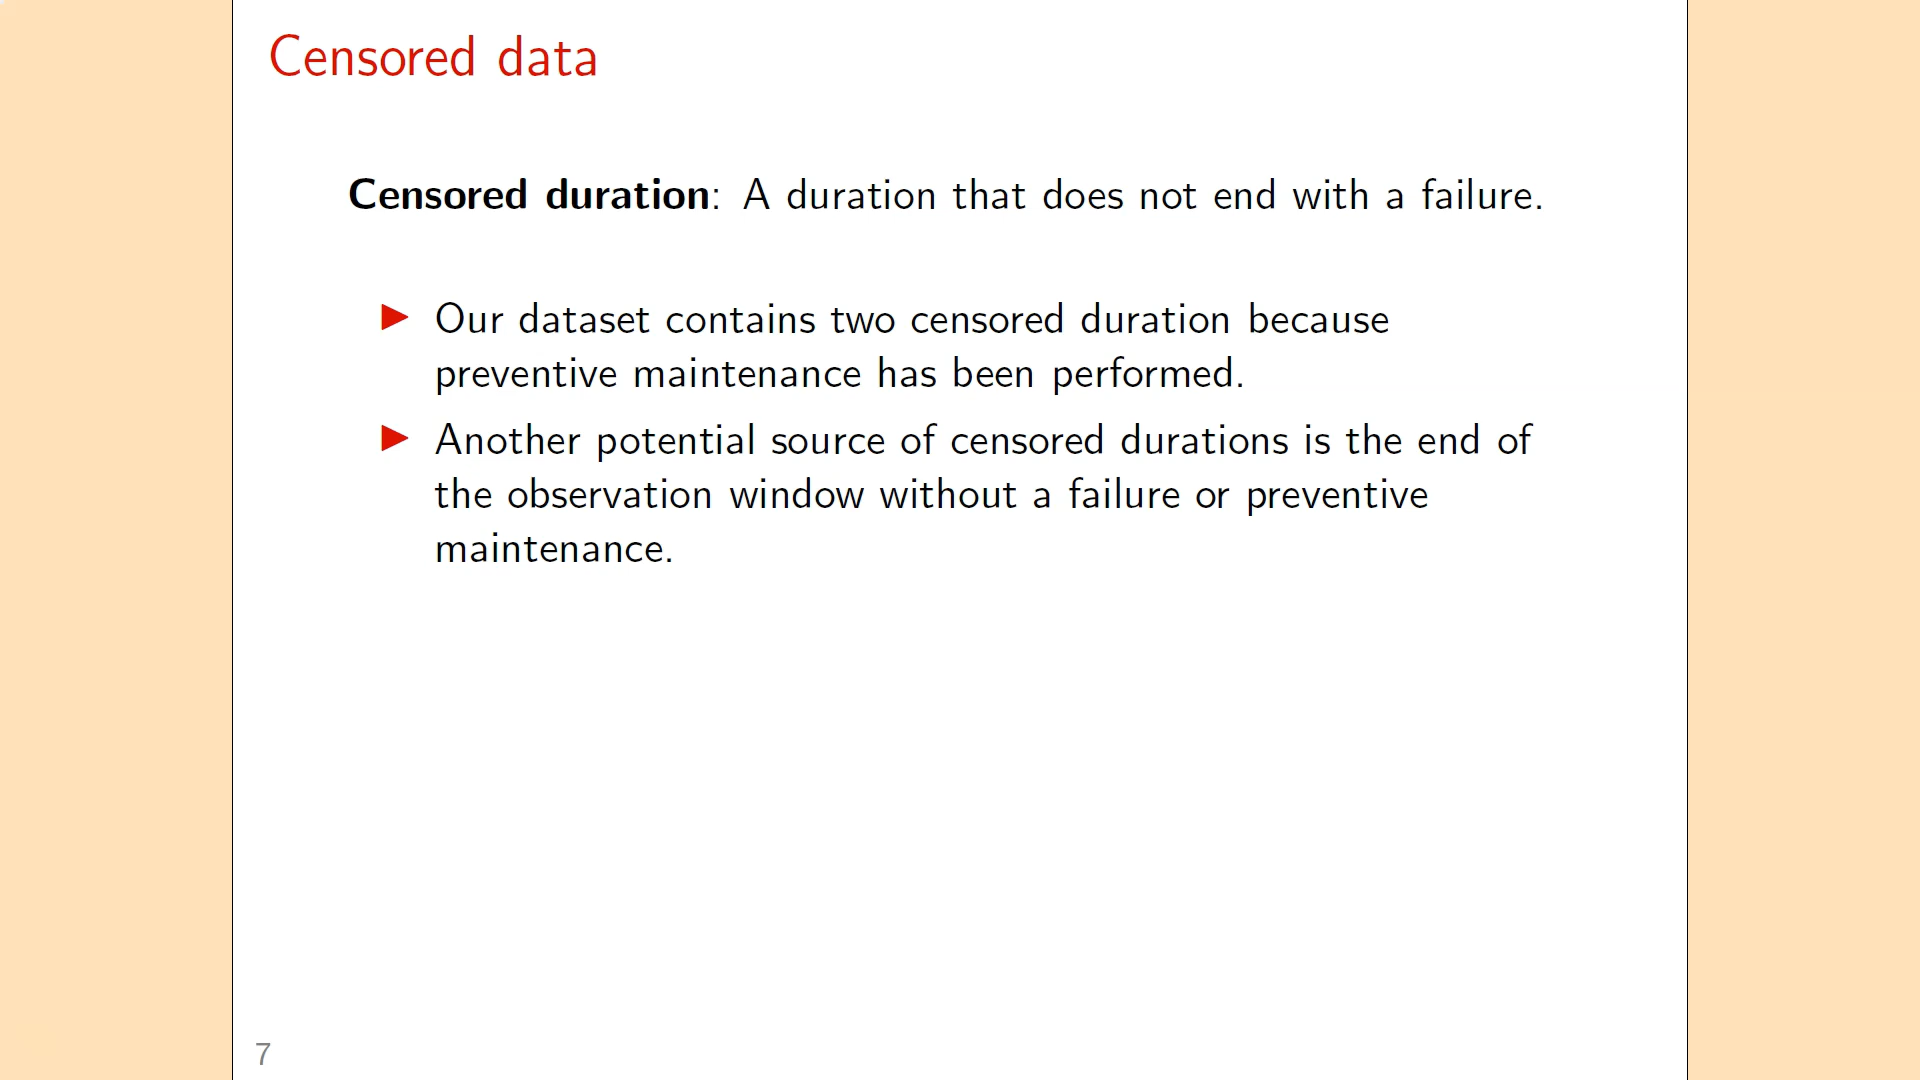 Censored data
Censored duration: A duration that does not end with a failure.
Our dataset contains two censored duration because
preventive maintenance has been performed.
Another potential source of censored durations is the end of
the observation window without a failure or preventive
maintenance.
7